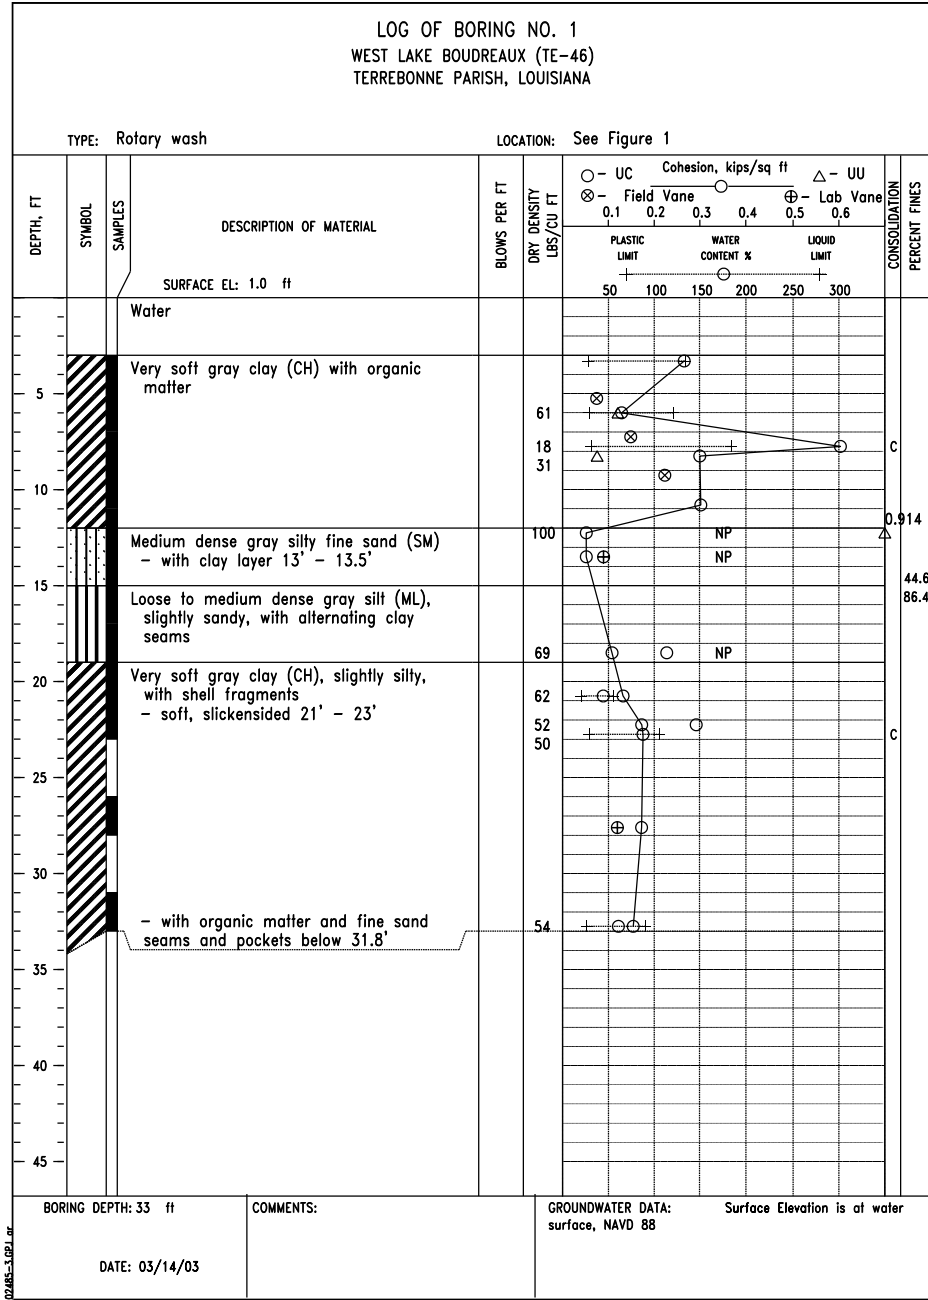 LOG OF BORING NO. 1
WEST LAKE BOUDREAUX (TE-46)
TERREBONNE PARISH, LOUISIANA
TYPE: Rotary wash
LOCATION: See Figure 1
DEPTH, FT
SYMBOL
SAMPLES
DESCRIPTION OF MATERIAL
SURFACE EL: 1.0 ft
BLOWS PER FT
DRY DENSITY
LBS/CU FT
- UC
Cohesion, kips/sq ft
- UU
- Field Vane
- Lab Vane
0.1 0.2 0.3 0.4 0.5 0.6
PLASTIC
LIMIT
WATER
CONTENT %
LIQUID
LIMIT
50 100 150 200 250 300
CONSOLIDATION
PERCENT FINES
Water
Very soft gray clay (CH) with organic
matter
5
61
18
C
31
10
0.914
100
NP
Medium dense gray silty fine sand (SM)
- with clay layer 13' - 13.5'
NP
44.6
15
Loose to medium dense gray silt (ML),
slightly sandy, with alternating clay
seams
86.4
69
NP
Very soft gray clay (CH), slightly silty,
with shell fragments
- soft, slickensided 21' - 23'
20
62
52
50
C
25
30
- with organic matter and fine sand
seams and pockets below 31.8'
54
35
40
45
BORING DEPTH: 33 ft
DATE: 03/14/03
COMMENTS:
GROUNDWATER DATA: Surface Elevation is at water
surface, NAVD 88